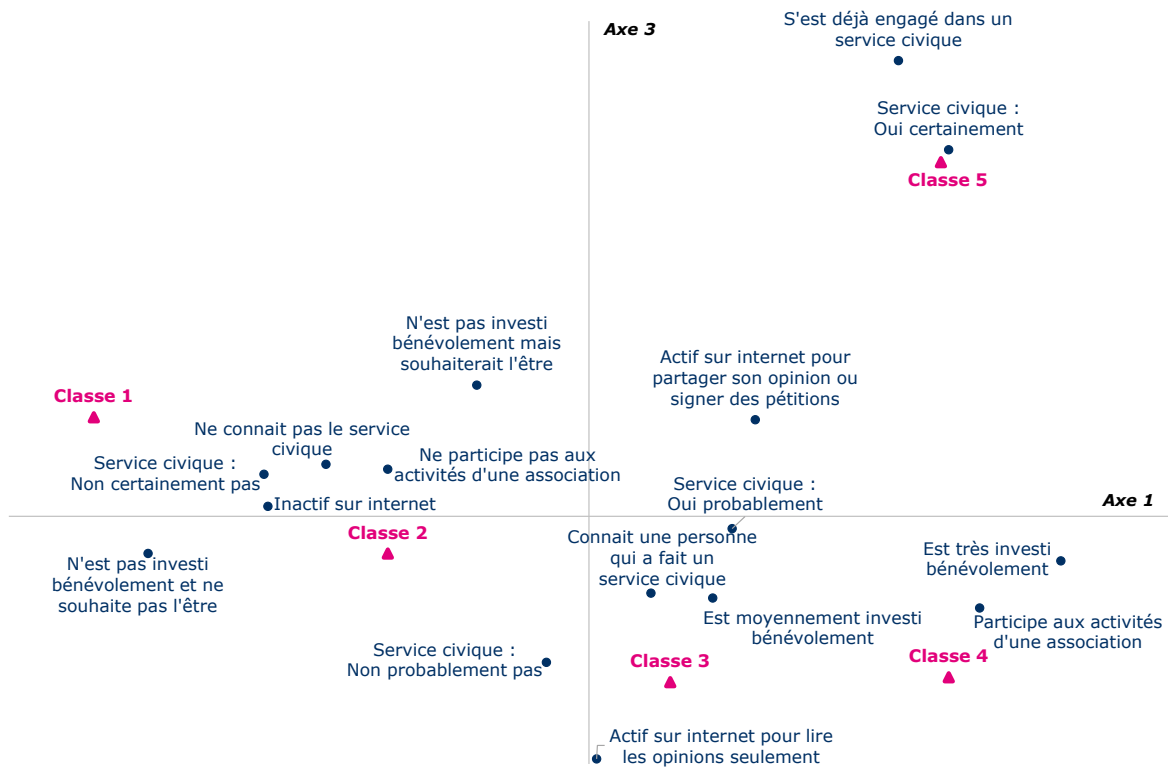 Axe 3
S'est déjà engagé dans un
service civique
Service civique :
Oui certainement
Classe 5
N'est pas investi
bénévolement mais
souhaiterait l'être
Actif sur internet pour
partager son opinion ou
signer des pétitions
Classe 1
Ne connait pas le service
civique
Ne participe pas aux
activités d'une association
Service civique :
Non certainement pas
Inactif sur internet
Service civique :
Oui probablement
Axe 1
Classe 2
Connait une personne
qui a fait un
service civique
Est très investi
bénévolement
N'est pas investi
bénévolement et ne
souhaite pas l'être
Est moyennement investi
bénévolement
Participe aux activités
d'une association
Service civique :
Non probablement pas
Classe 3
Classe 4
Actif sur internet pour lire
les opinions seulement